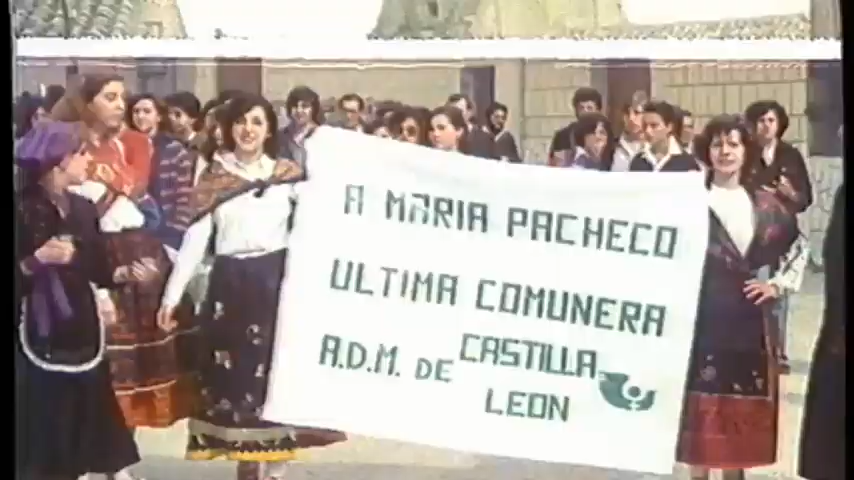 A MARIA PACHECO
ULTIMA COMUNERA
A.D.M. DE CASTILLA
LEON